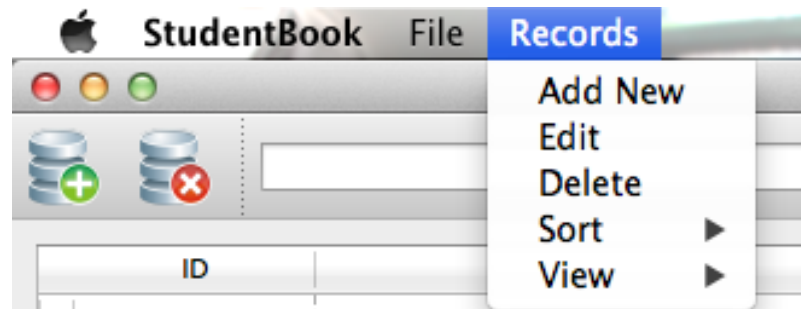 StudentBook File Records
Add New
Edit
Delete
Sort
View
ID